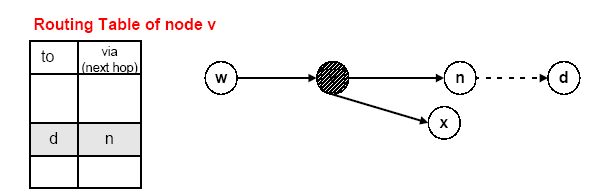 Routing Table of node v
to
via
(next hop)
d n
w
n
d
x